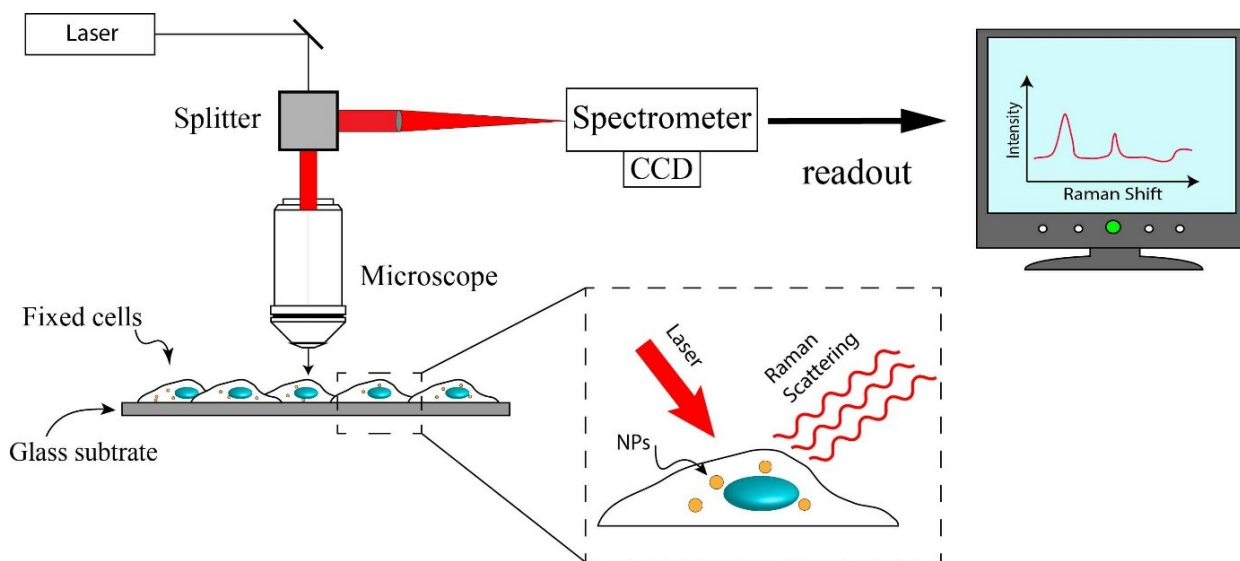 Laser
Splitter
Spectrometer
CCD
readout
Intensity
Raman Shift
Microscope
Fixed cells
Glass subtrate
Laser
Raman
Scattering
NPs